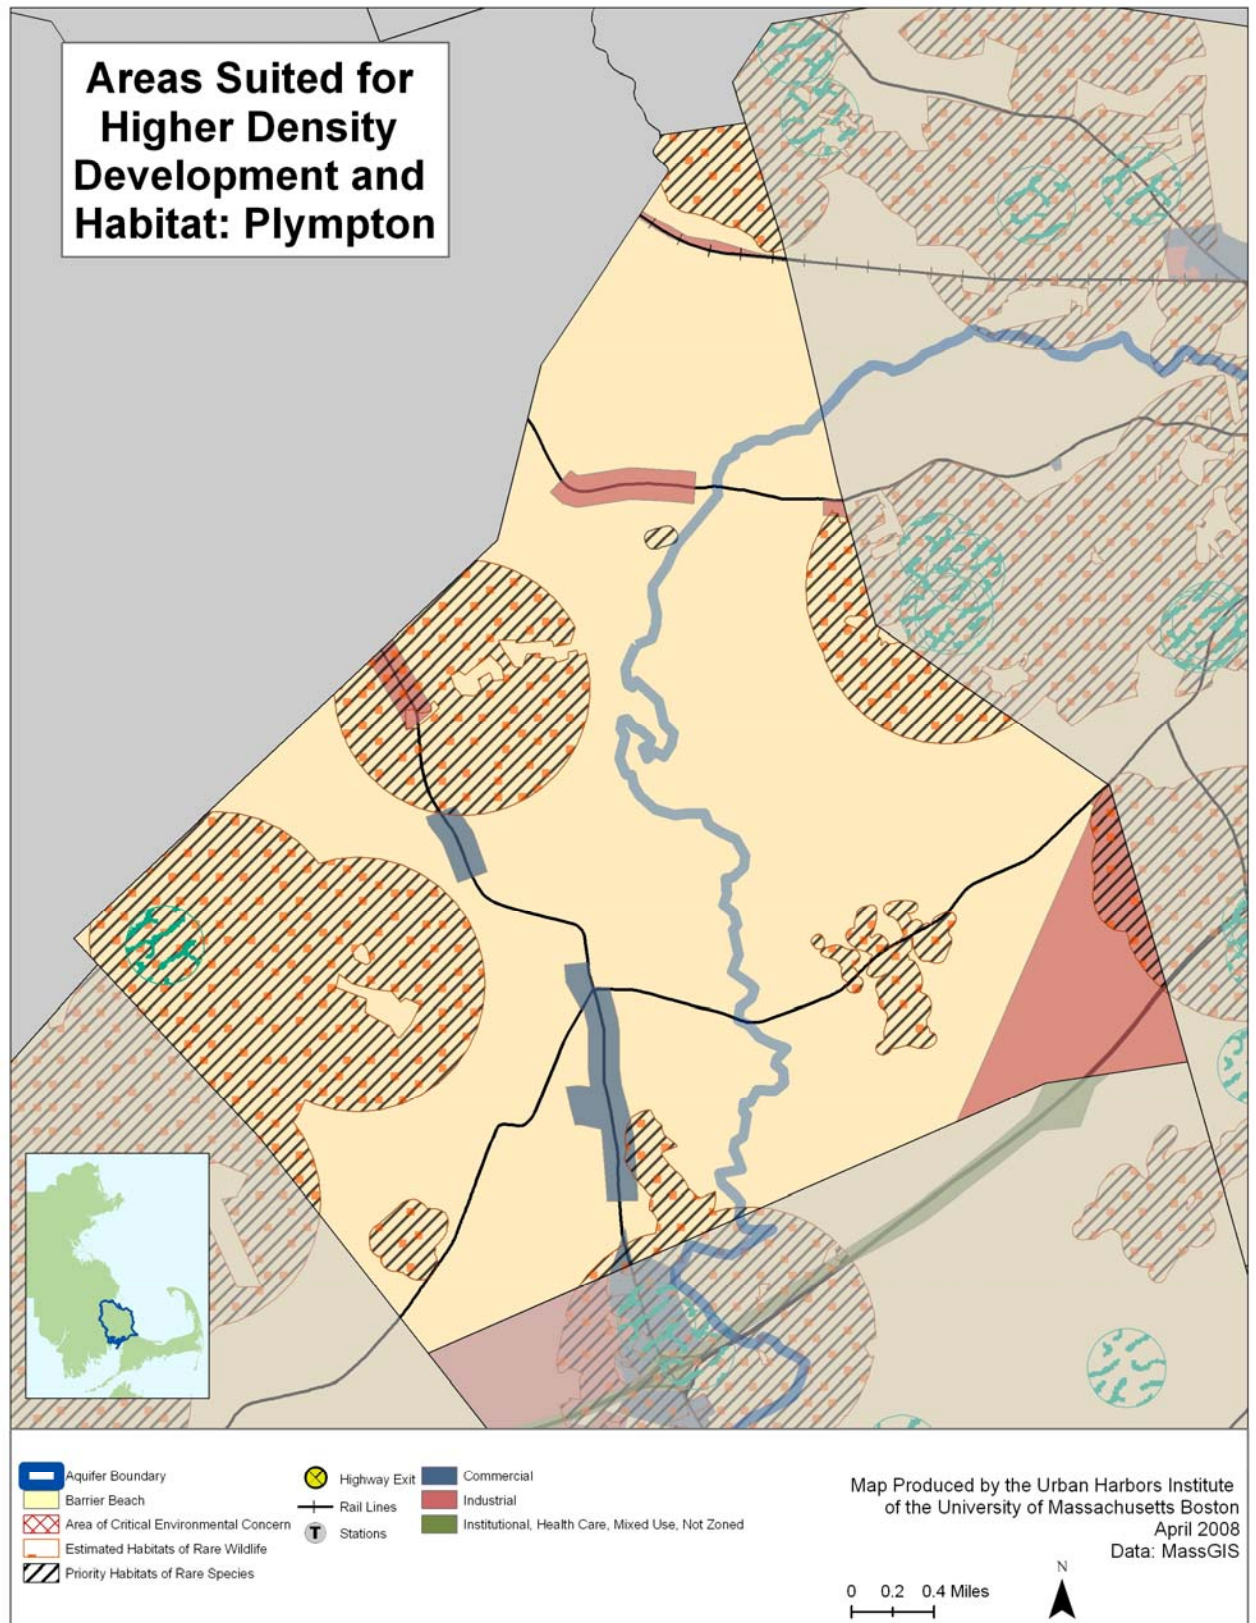 Areas Suited for
Higher Density
Development and
Habitat: Plympton
Aquifer Boundary
Barrier Beach
Area of Critical Environmental Concern
Estimated Habitats of Rare Wildlife
Priority Habitats of Rare Species
Highway Exit
Rail Lines
T Stations
Commercial
Industrial
Institutional, Health Care, Mixed Use, Not Zoned
Map Produced by the Urban Harbors Institute
of the University of Massachusetts Boston
April 2008
Data: MassGIS
N
0 0.2 0.4 Miles